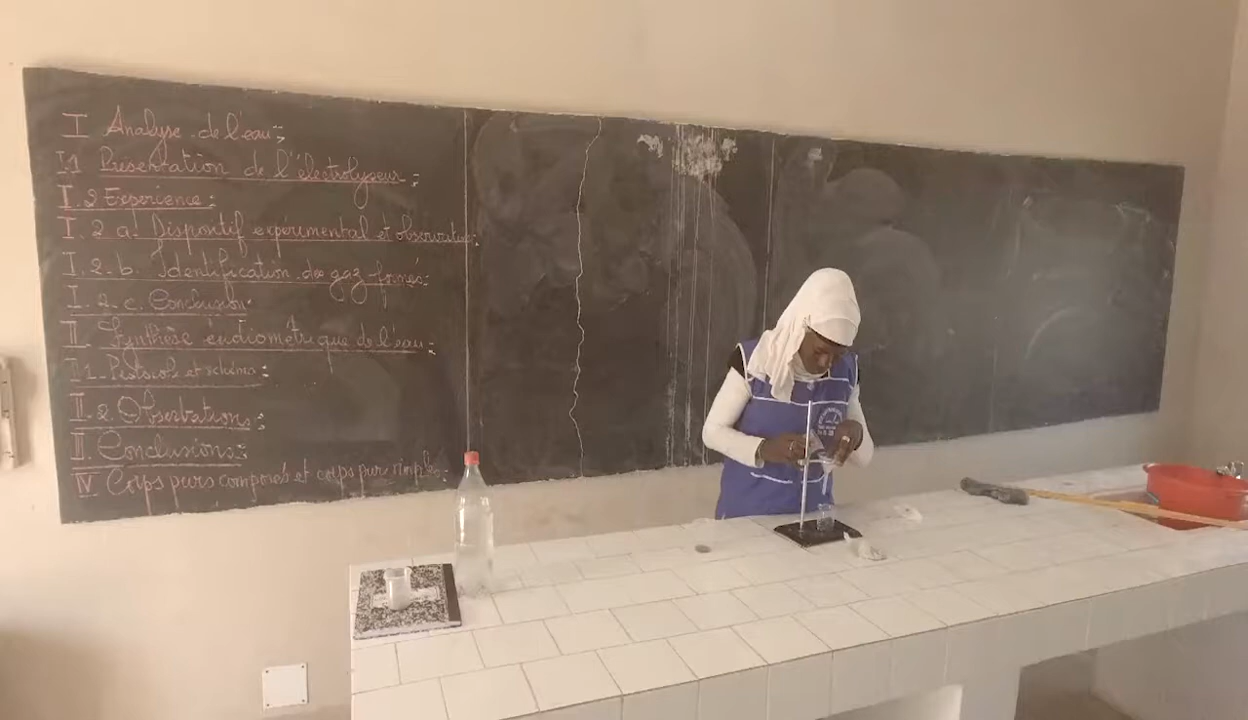 I Analyse de l'eau:
I.1 Présentation de l'électrolyseur:
I.2 Expérience:
I.2 a. Dispositif expérimental et observation:
I.2.b. Identification des gaz formés:
I.2.c. Conclusion:
II Synthèse eudiométrique de l'eau:
II 1. Protocole et schéma:
II 2. Observations:
II. Conclusions:
IV Corps purs composés et corps pur simples